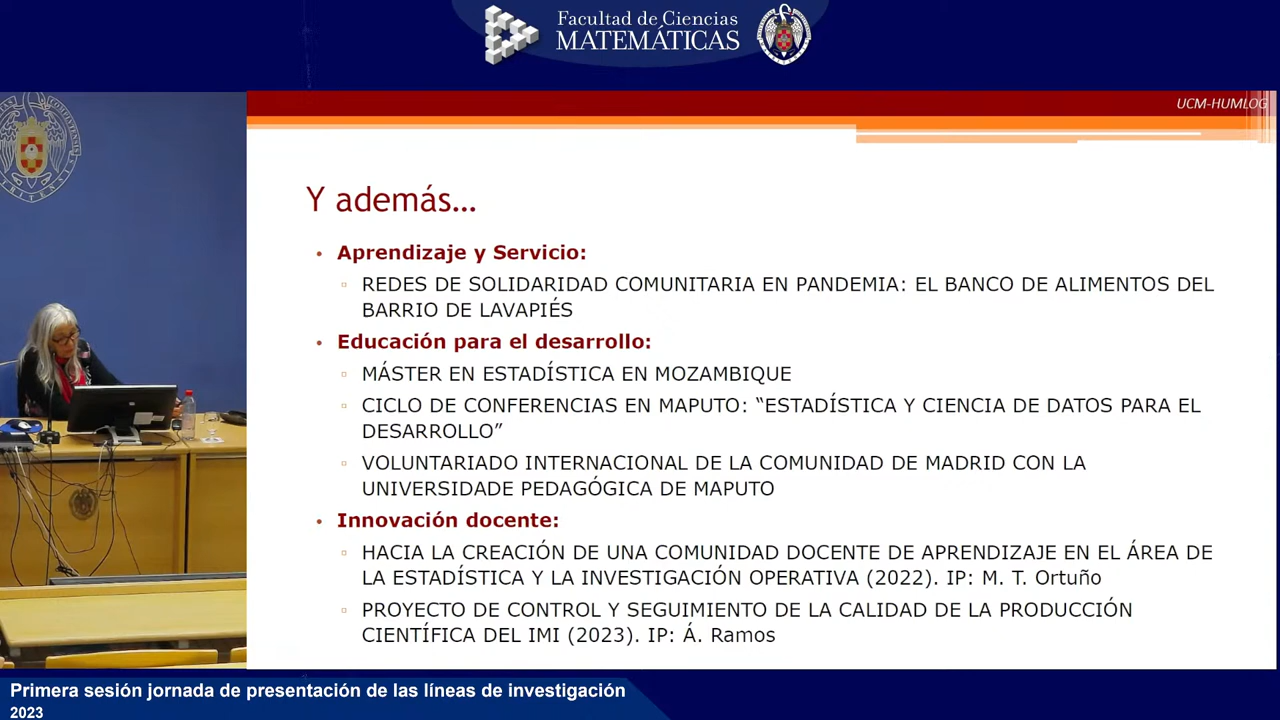 Facultad de Ciencias
MATEMÁTICAS
UCM-HUMLOG
Y además...
• Aprendizaje y Servicio:
▫ REDES DE SOLIDARIDAD COMUNITARIA EN PANDEMIA: EL BANCO DE ALIMENTOS DEL
BARRIO DE LAVAPIÉS
• Educación para el desarrollo:
▫ MÁSTER EN ESTADÍSTICA EN MOZAMBIQUE
▫ CICLO DE CONFERENCIAS EN MAPUTO: “ESTADÍSTICA Y CIENCIA DE DATOS PARA EL
DESARROLLO”
▫ VOLUNTARIADO INTERNACIONAL DE LA COMUNIDAD DE MADRID CON LA
UNIVERSIDADE PEDAGÓGICA DE MAPUTO
• Innovación docente:
▫ HACIA LA CREACIÓN DE UNA COMUNIDAD DOCENTE DE APRENDIZAJE EN EL ÁREA DE
LA ESTADÍSTICA Y LA INVESTIGACIÓN OPERATIVA (2022). IP: M. T. Ortuño
▫ PROYECTO DE CONTROL Y SEGUIMIENTO DE LA CALIDAD DE LA PRODUCCIÓN
CIENTÍFICA DEL IMI (2023). IP: Á. Ramos
Primera sesión jornada de presentación de las líneas de investigación
2023